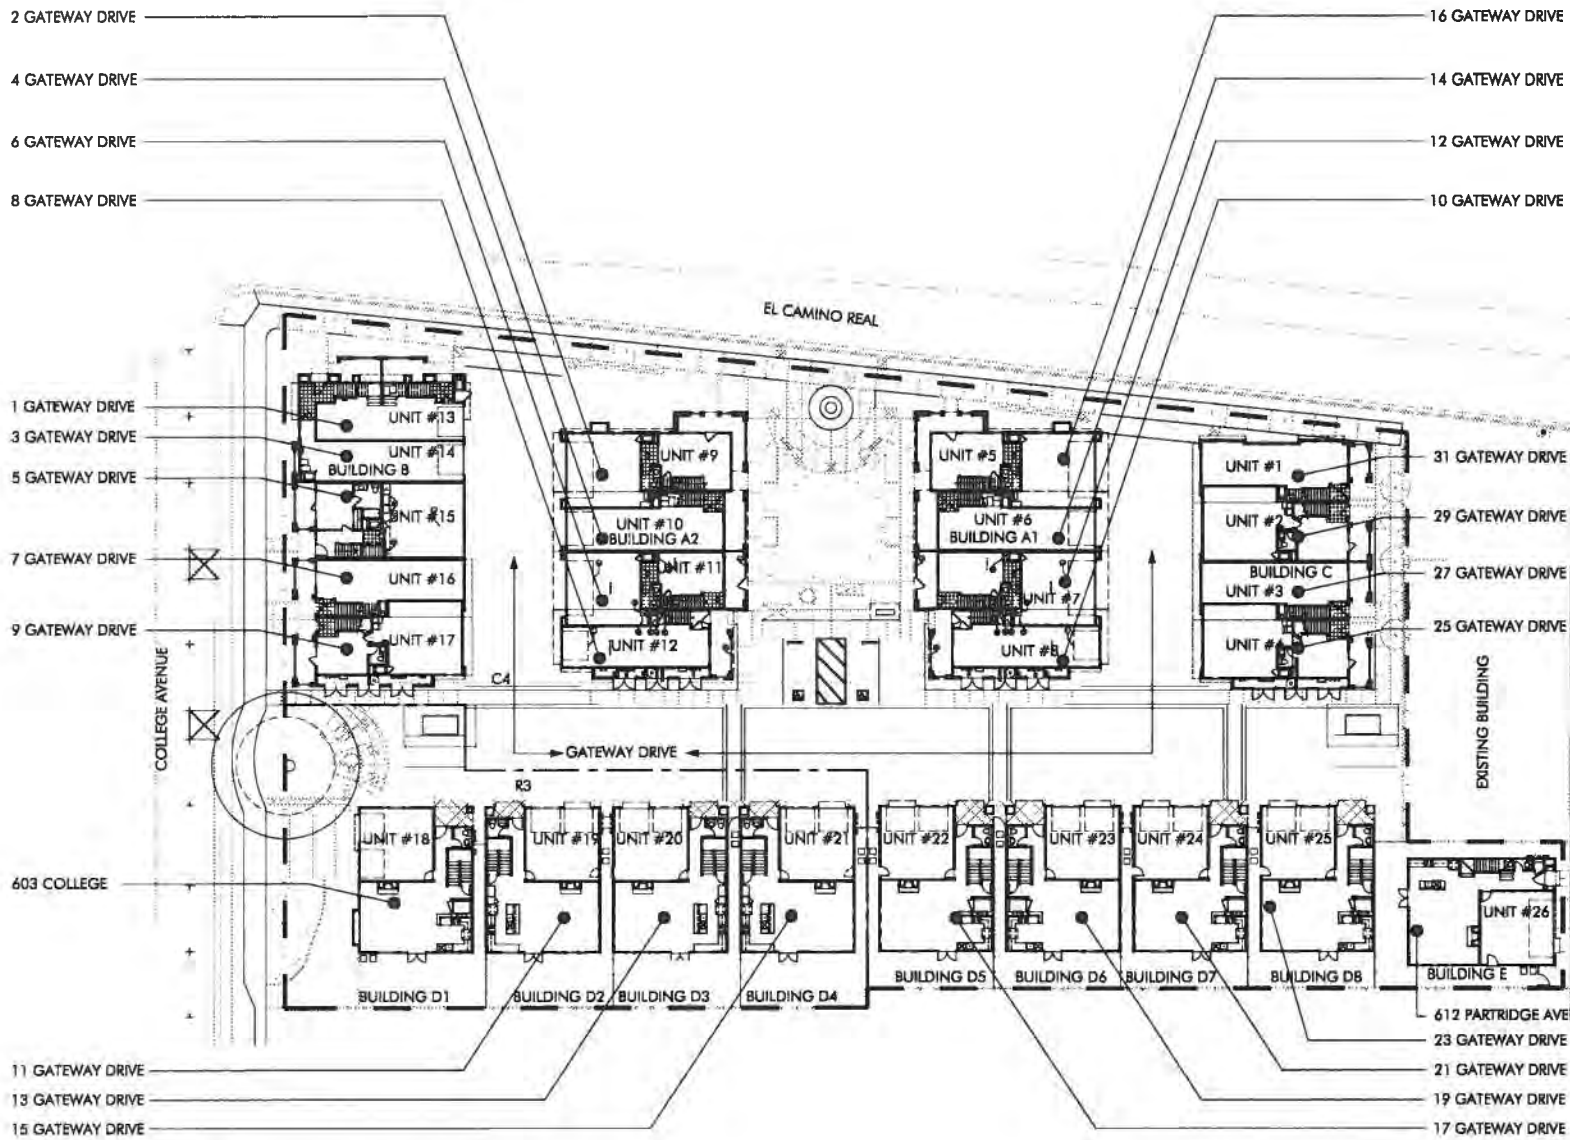 2 GATEWAY DRIVE
16 GATEWAY DRIVE
4 GATEWAY DRIVE
14 GATEWAY DRIVE
6 GATEWAY DRIVE
12 GATEWAY DRIVE
8 GATEWAY DRIVE
10 GATEWAY DRIVE
EL CAMINO REAL
1 GATEWAY DRIVE
UNIT #13
3 GATEWAY DRIVE
UNIT #14
BUILDING B
5 GATEWAY DRIVE
UNIT #15
7 GATEWAY DRIVE
UNIT #16
9 GATEWAY DRIVE
UNIT #17
UNIT #9
UNIT #10
BUILDING A2
UNIT #11
UNIT #12
UNIT #5
UNIT #6
BUILDING A1
UNIT #7
UNIT #8
UNIT #1
31 GATEWAY DRIVE
UNIT #2
29 GATEWAY DRIVE
BUILDING C
27 GATEWAY DRIVE
UNIT #3
25 GATEWAY DRIVE
UNIT #4
COLLEGE AVENUE
EXISTING BUILDING
C4
GATEWAY DRIVE
R3
UNIT #18
UNIT #19
UNIT #20
UNIT #21
UNIT #22
UNIT #23
UNIT #24
UNIT #25
603 COLLEGE
UNIT #26
BUILDING D1
BUILDING D2
BUILDING D3
BUILDING D4
BUILDING D5
BUILDING D6
BUILDING D7
BUILDING D8
BUILDING E
612 PARTRIDGE AVE
23 GATEWAY DRIVE
11 GATEWAY DRIVE
21 GATEWAY DRIVE
13 GATEWAY DRIVE
19 GATEWAY DRIVE
15 GATEWAY DRIVE
17 GATEWAY DRIVE